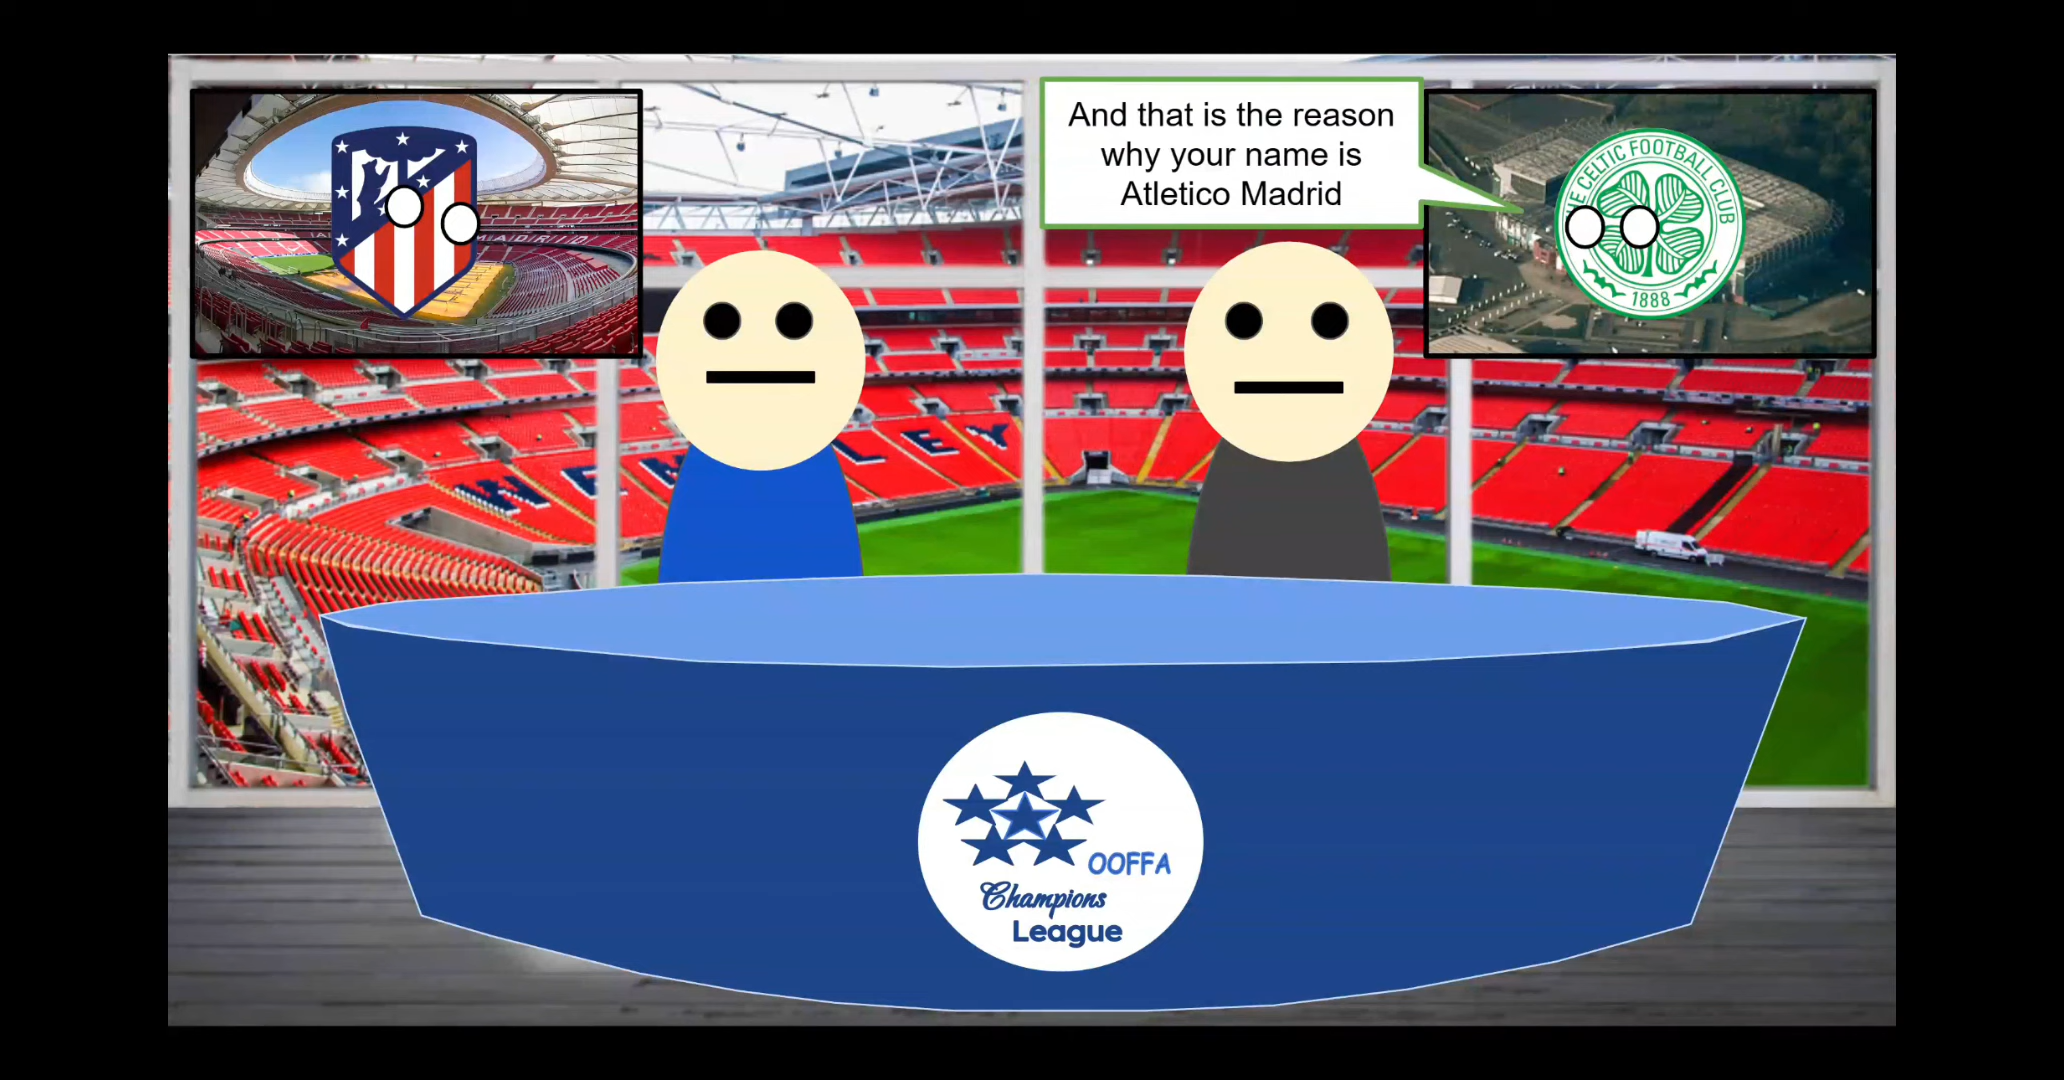 And that is the reason
why your name is
Atletico Madrid
MADRID
THE CELTIC FOOTBALL CLUB
1888
WEMBLEY
OOFFA
Champions
League